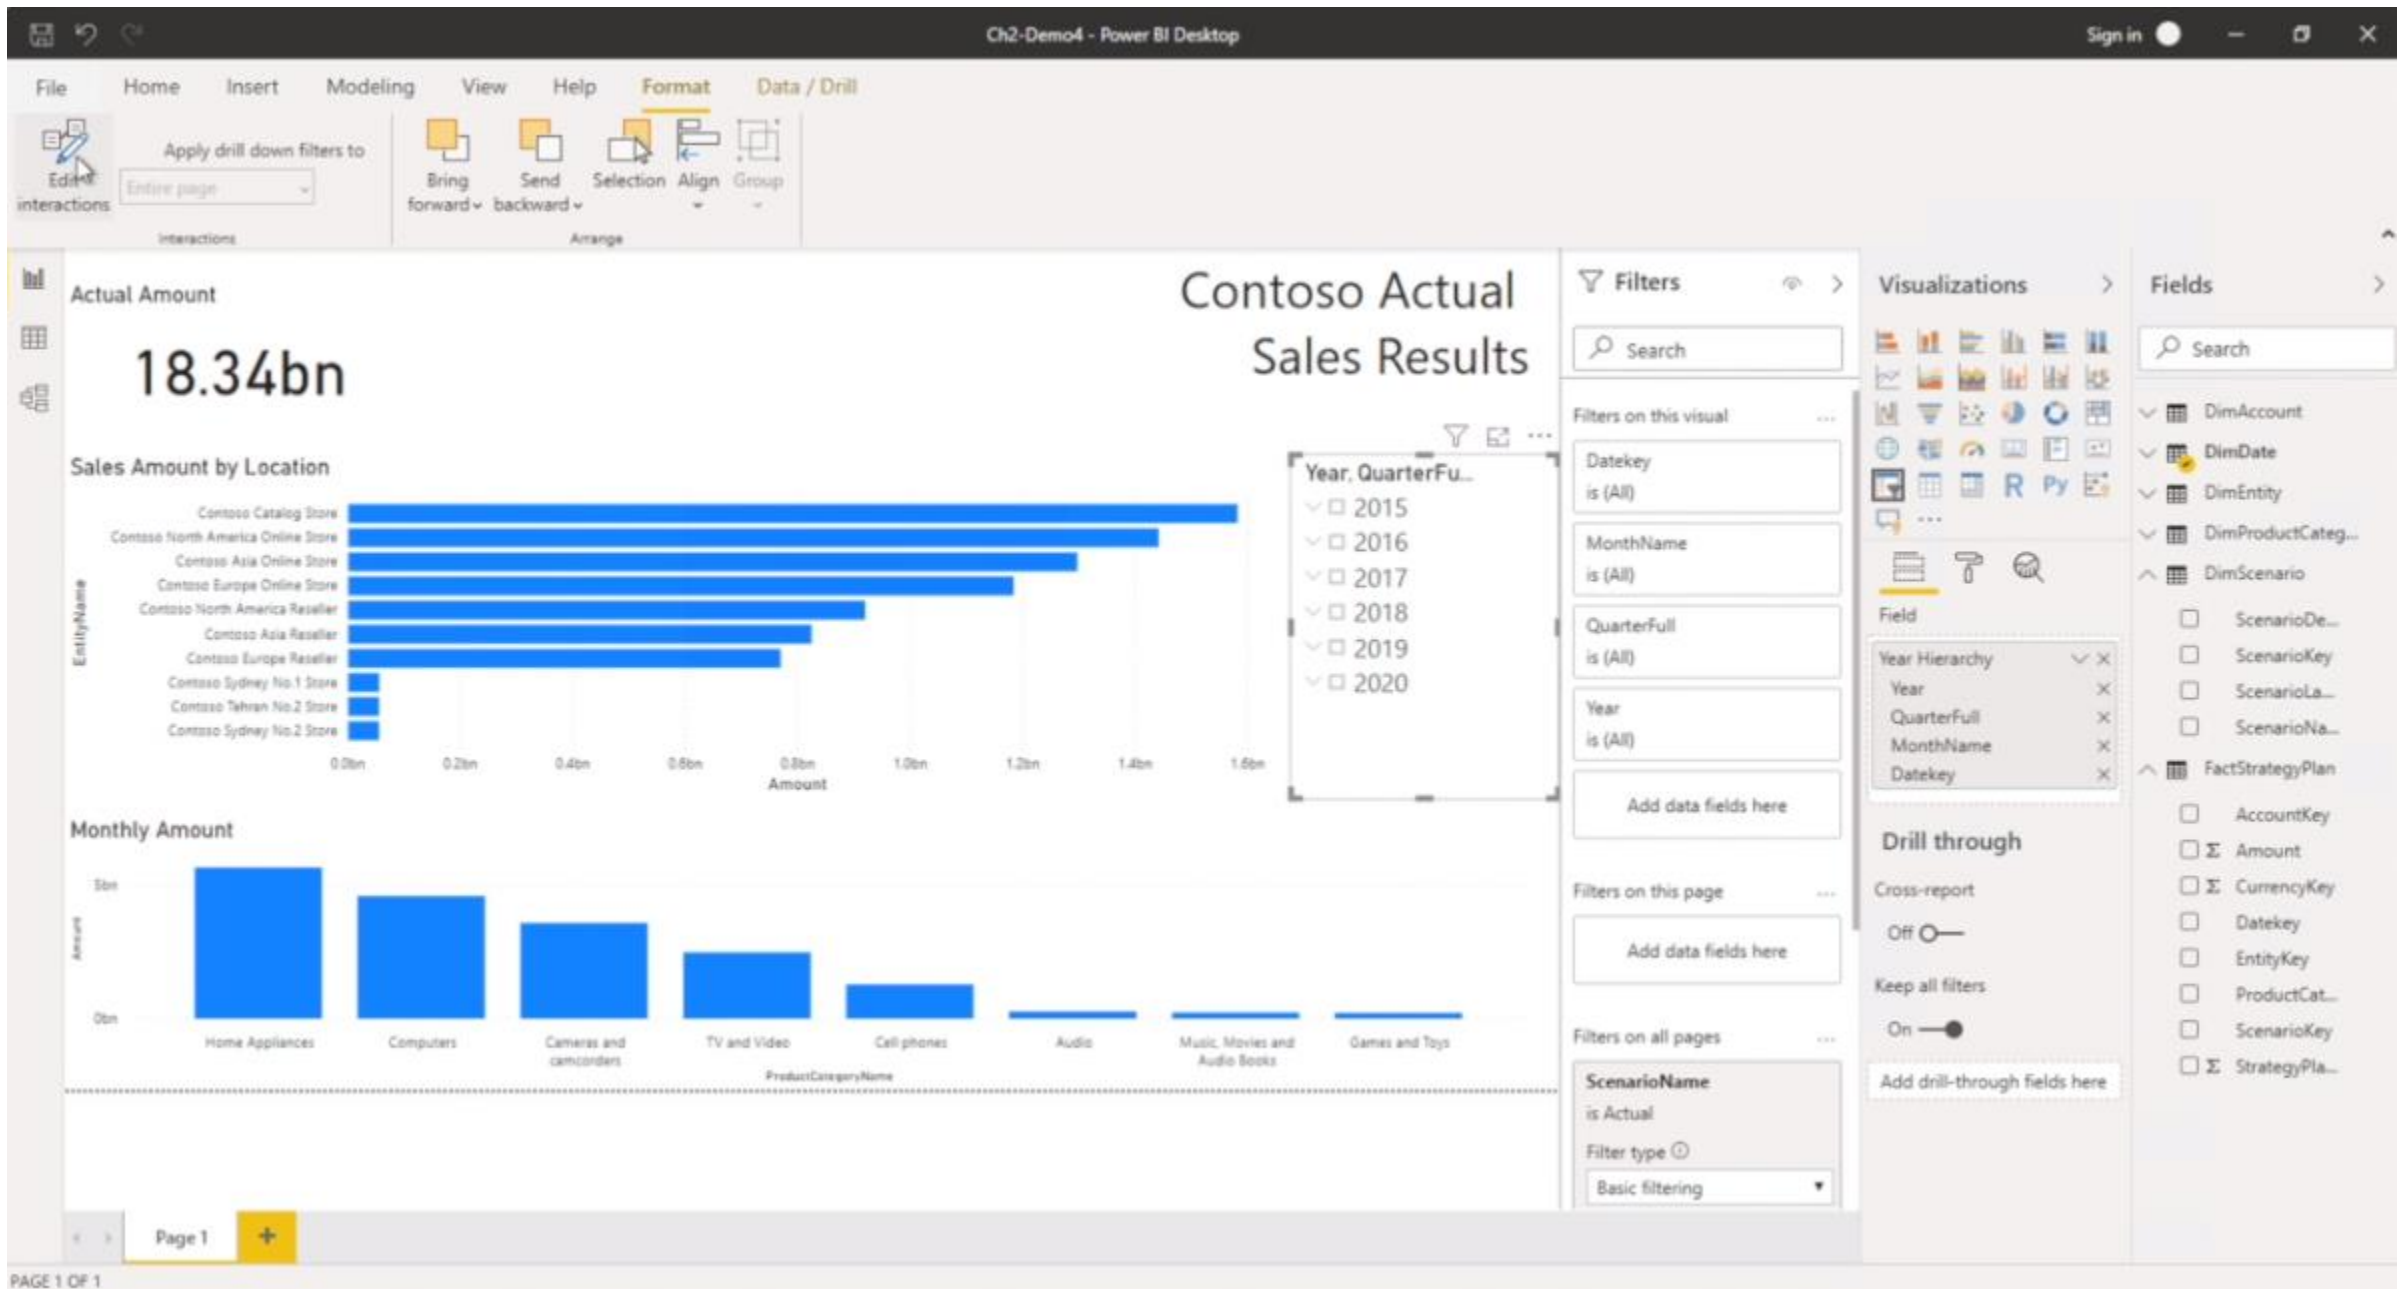 Ch2-Demo4 - Power BI Desktop
Sign in
File Home Insert Modeling View Help Format Data / Drill
Edit
interactions
Apply drill down filters to
Entire page
Interactions
Bring
forward
Send
backward
Selection
Align
Group
Arrange
Actual Amount
18.34bn
Contoso Actual
Sales Results
Sales Amount by Location
EntityName
Contoso Catalog Store
Contoso North America Online Store
Contoso Asia Online Store
Contoso Europe Online Store
Contoso North America Reseller
Contoso Asia Reseller
Contoso Europe Reseller
Contoso Sydney No.1 Store
Contoso Tehran No.2 Store
Contoso Sydney No.2 Store
0.0bn 0.2bn 0.4bn 0.6bn 0.8bn 1.0bn 1.2bn 1.4bn 1.6bn
Amount
Year, QuarterFu...
2015
2016
2017
2018
2019
2020
Monthly Amount
Amount
5bn
0bn
Home Appliances
Computers
Cameras and
camcorders
TV and Video
Cell phones
Audio
Music, Movies and
Audio Books
Games and Toys
ProductCategoryName
Page 1
+
PAGE 1 OF 1
Filters
Search
Filters on this visual
...
Datekey
is (All)
MonthName
is (All)
QuarterFull
is (All)
Year
is (All)
Add data fields here
Filters on this page
...
Add data fields here
Filters on all pages
...
ScenarioName
is Actual
Filter type
Basic filtering
Visualizations
R Py
...
Field
Year Hierarchy
Year
QuarterFull
MonthName
Datekey
Drill through
Cross-report
Off
Keep all filters
On
Add drill-through fields here
Fields
Search
DimAccount
DimDate
DimEntity
DimProductCateg...
DimScenario
ScenarioDe...
ScenarioKey
ScenarioLa...
ScenarioNa...
FactStrategyPlan
AccountKey
Σ Amount
Σ CurrencyKey
Datekey
EntityKey
ProductCat...
ScenarioKey
Σ StrategyPla...